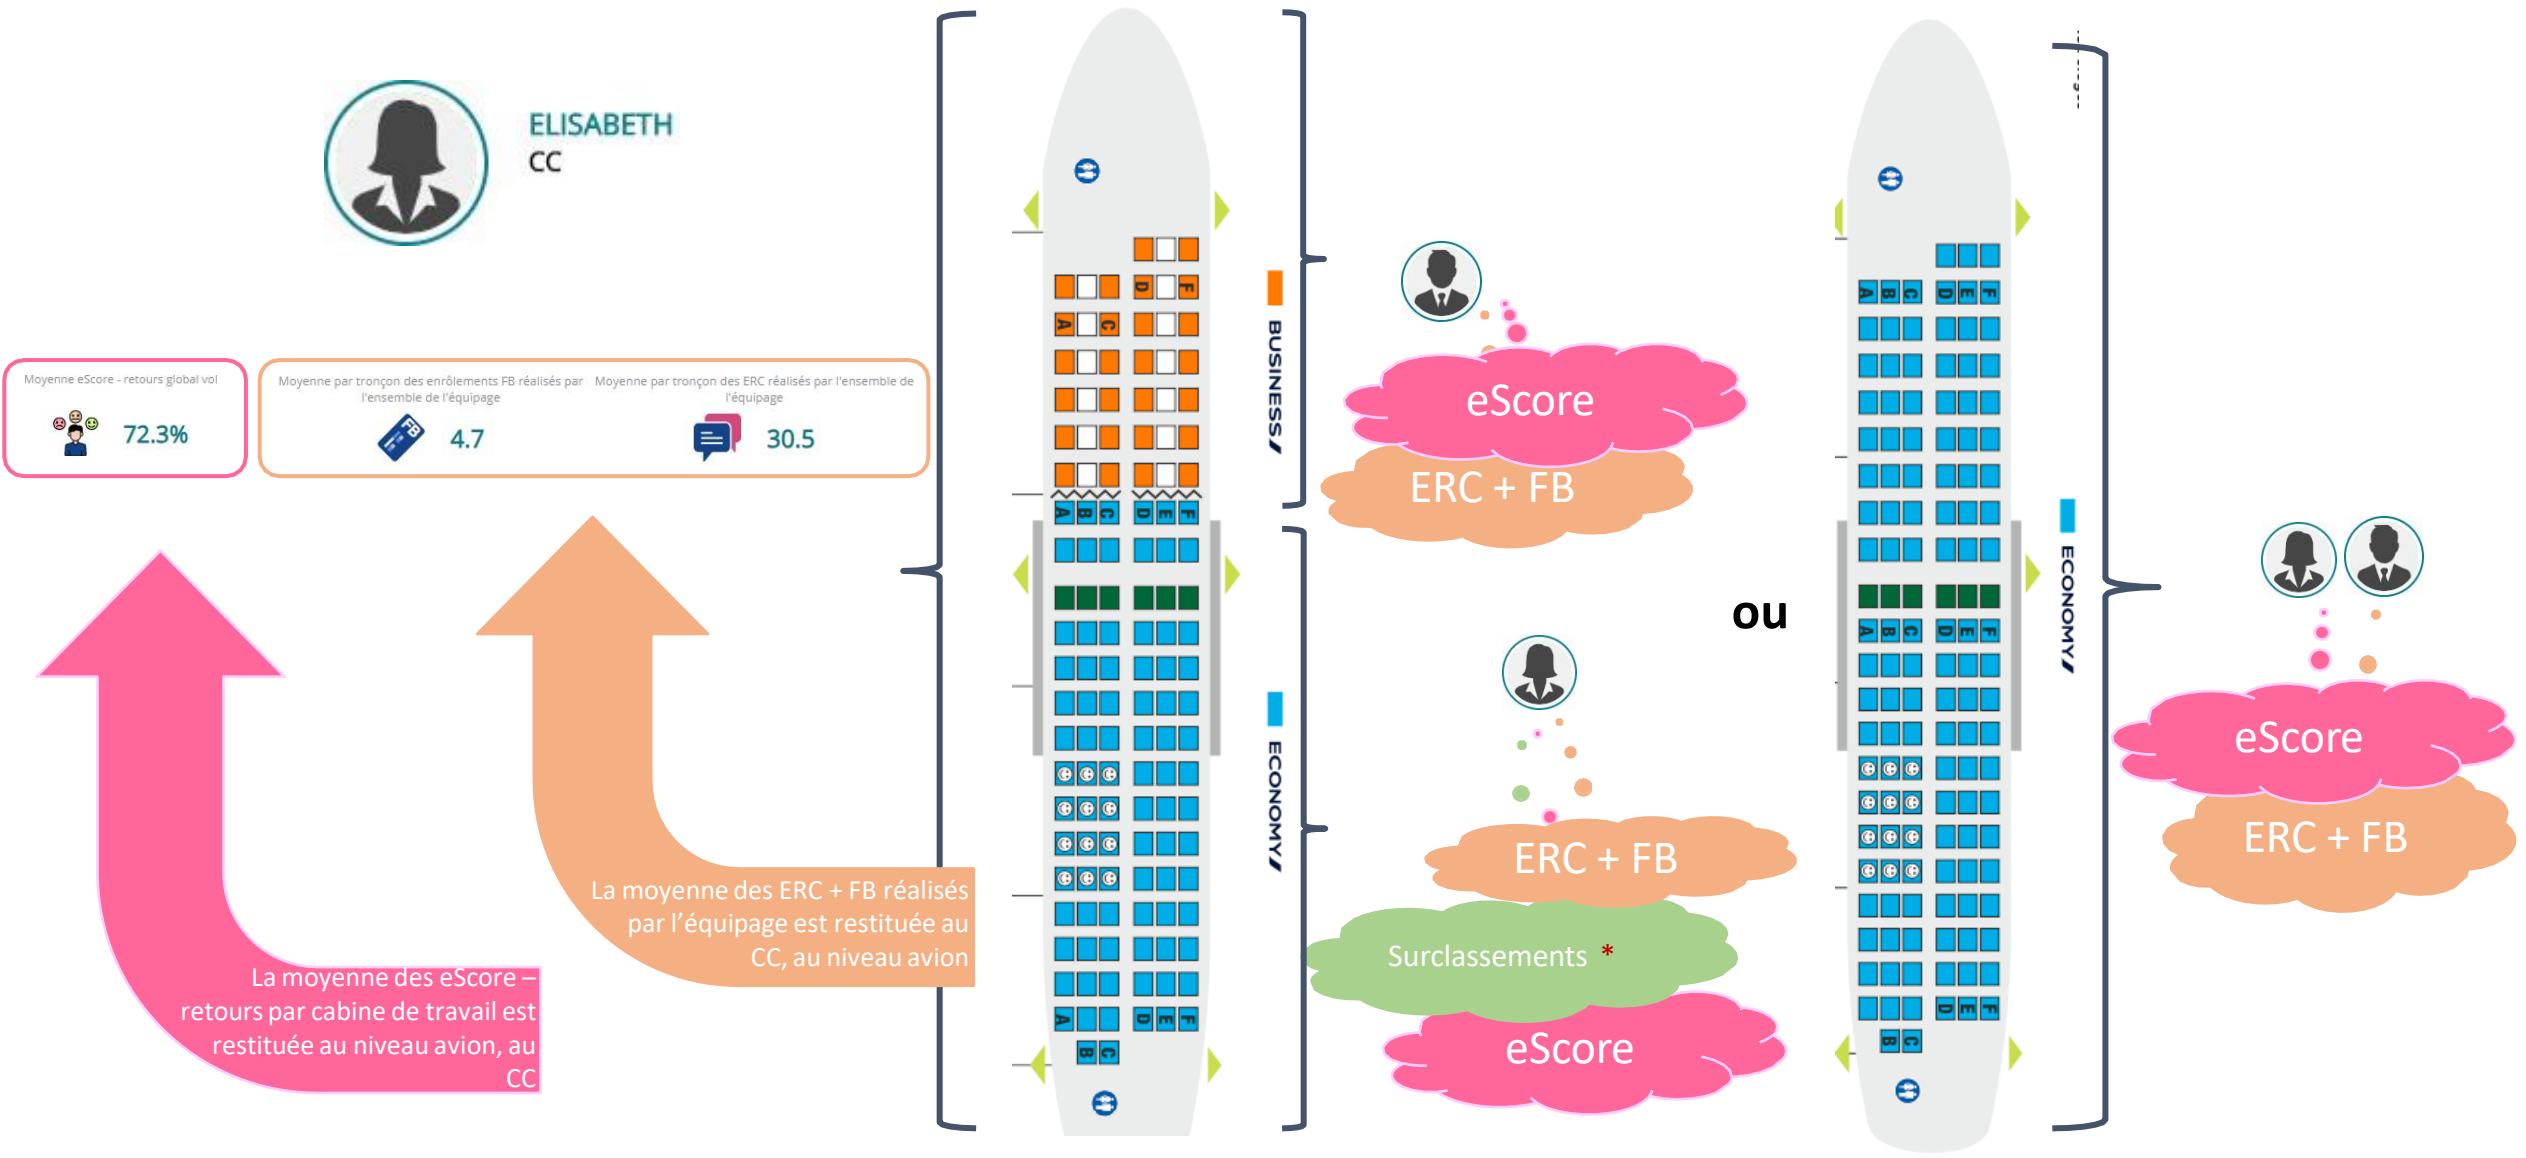 ELISABETH
CC
Moyenne eScore - retours global vol
72.3%
Moyenne par tronçon des enrôlements FB réalisés par
l'ensemble de l'équipage
FB
4.7
Moyenne par tronçon des ERC réalisés par l'ensemble de
l'équipage
30.5
La moyenne des eScore –
retours par cabine de travail est
restituée au niveau avion, au
CC
La moyenne des ERC + FB réalisés
par l’équipage est restituée au
CC, au niveau avion
D F
A C
A B C D E F
A D E F
B C
BUSINESS
ECONOMY
eScore
ERC + FB
ERC + FB
Surclassements *
eScore
ou
A B C D E F
A B C D E F
D E F
B C
ECONOMY
eScore
ERC + FB